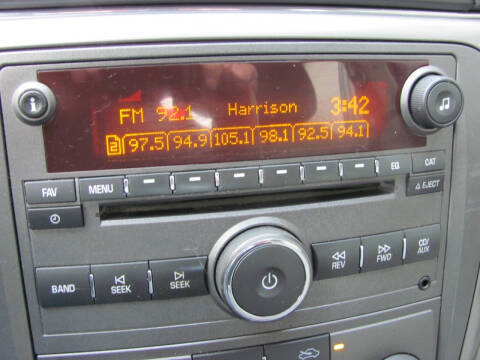 FM 92.1 Harrison 3:42
2 97.5 94.9 105.1 98.1 92.5 94.1
FAV MENU EQ CAT
EJECT
BAND SEEK SEEK REV FWD CD/AUX